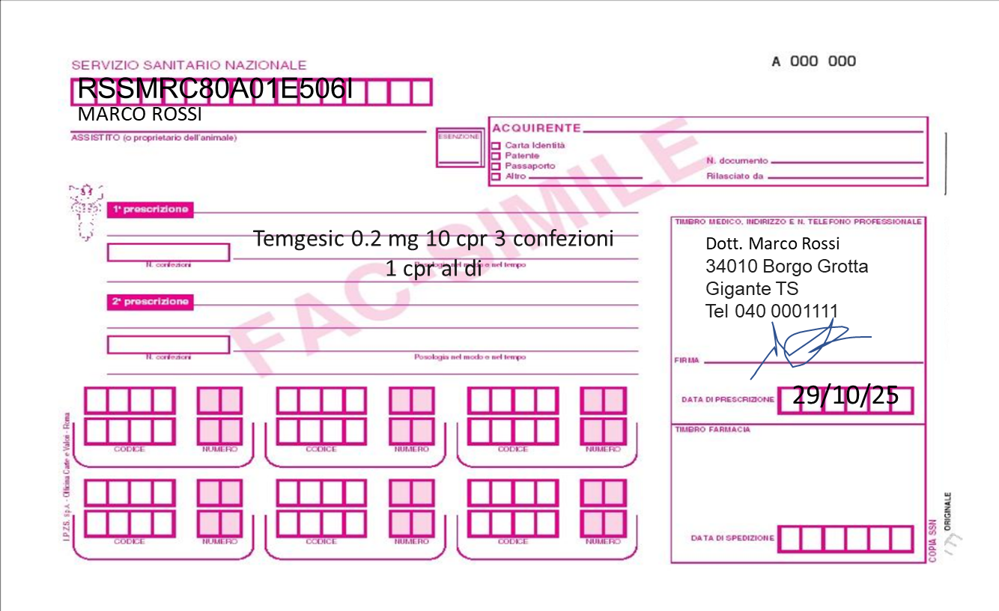 SERVIZIO SANITARIO NAZIONALE
A 000 000
RSSMRC80A01E506I
MARCO ROSSI
ASSISTITO (o proprietario dell'animale)
ESENZIONE
ACQUIRENTE
Carta Identità
Patente
Passaporto
Altro
N. documento
Rilasciato da
FAC-SIMILE
1ª prescrizione
Temgesic 0.2 mg 10 cpr 3 confezioni
N. confezioni
Posologia nel modo e nel tempo
1 cpr al di
2ª prescrizione
N. confezioni
Posologia nel modo e nel tempo
TIMBRO MEDICO, INDIRIZZO E N. TELEFONO PROFESSIONALE
Dott. Marco Rossi
34010 Borgo Grotta
Gigante TS
Tel 040 0001111
FIRMA
DATA DI PRESCRIZIONE
29/10/25
TIMBRO FARMACIA
DATA DI SPEDIZIONE
CODICE NUMERO CODICE NUMERO CODICE NUMERO
CODICE NUMERO CODICE NUMERO CODICE NUMERO
I.P.Z.S. S.p.A. - Officina Carte e Valori - Roma
COPIA SSN
ORIGINALE